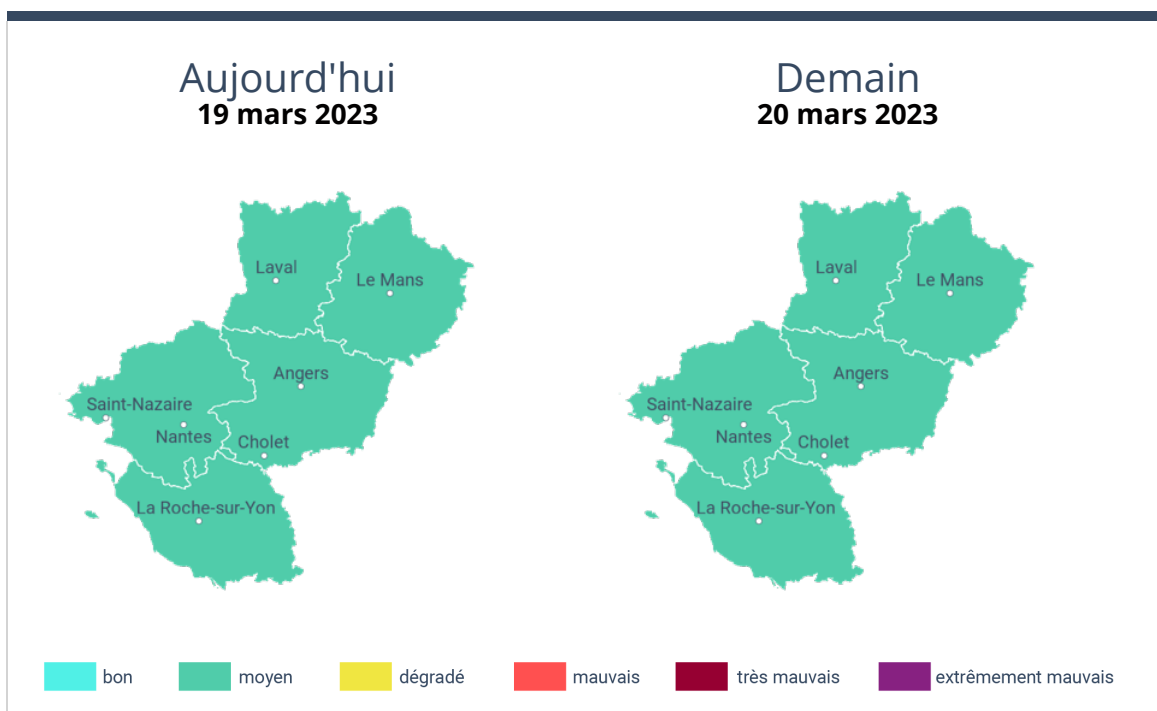 Aujourd'hui
19 mars 2023
Laval
Le Mans
Angers
Saint-Nazaire
Nantes
Cholet
La Roche-sur-Yon
Demain
20 mars 2023
Laval
Le Mans
Angers
Saint-Nazaire
Nantes
Cholet
La Roche-sur-Yon
bon
moyen
dégradé
mauvais
très mauvais
extrêmement mauvais